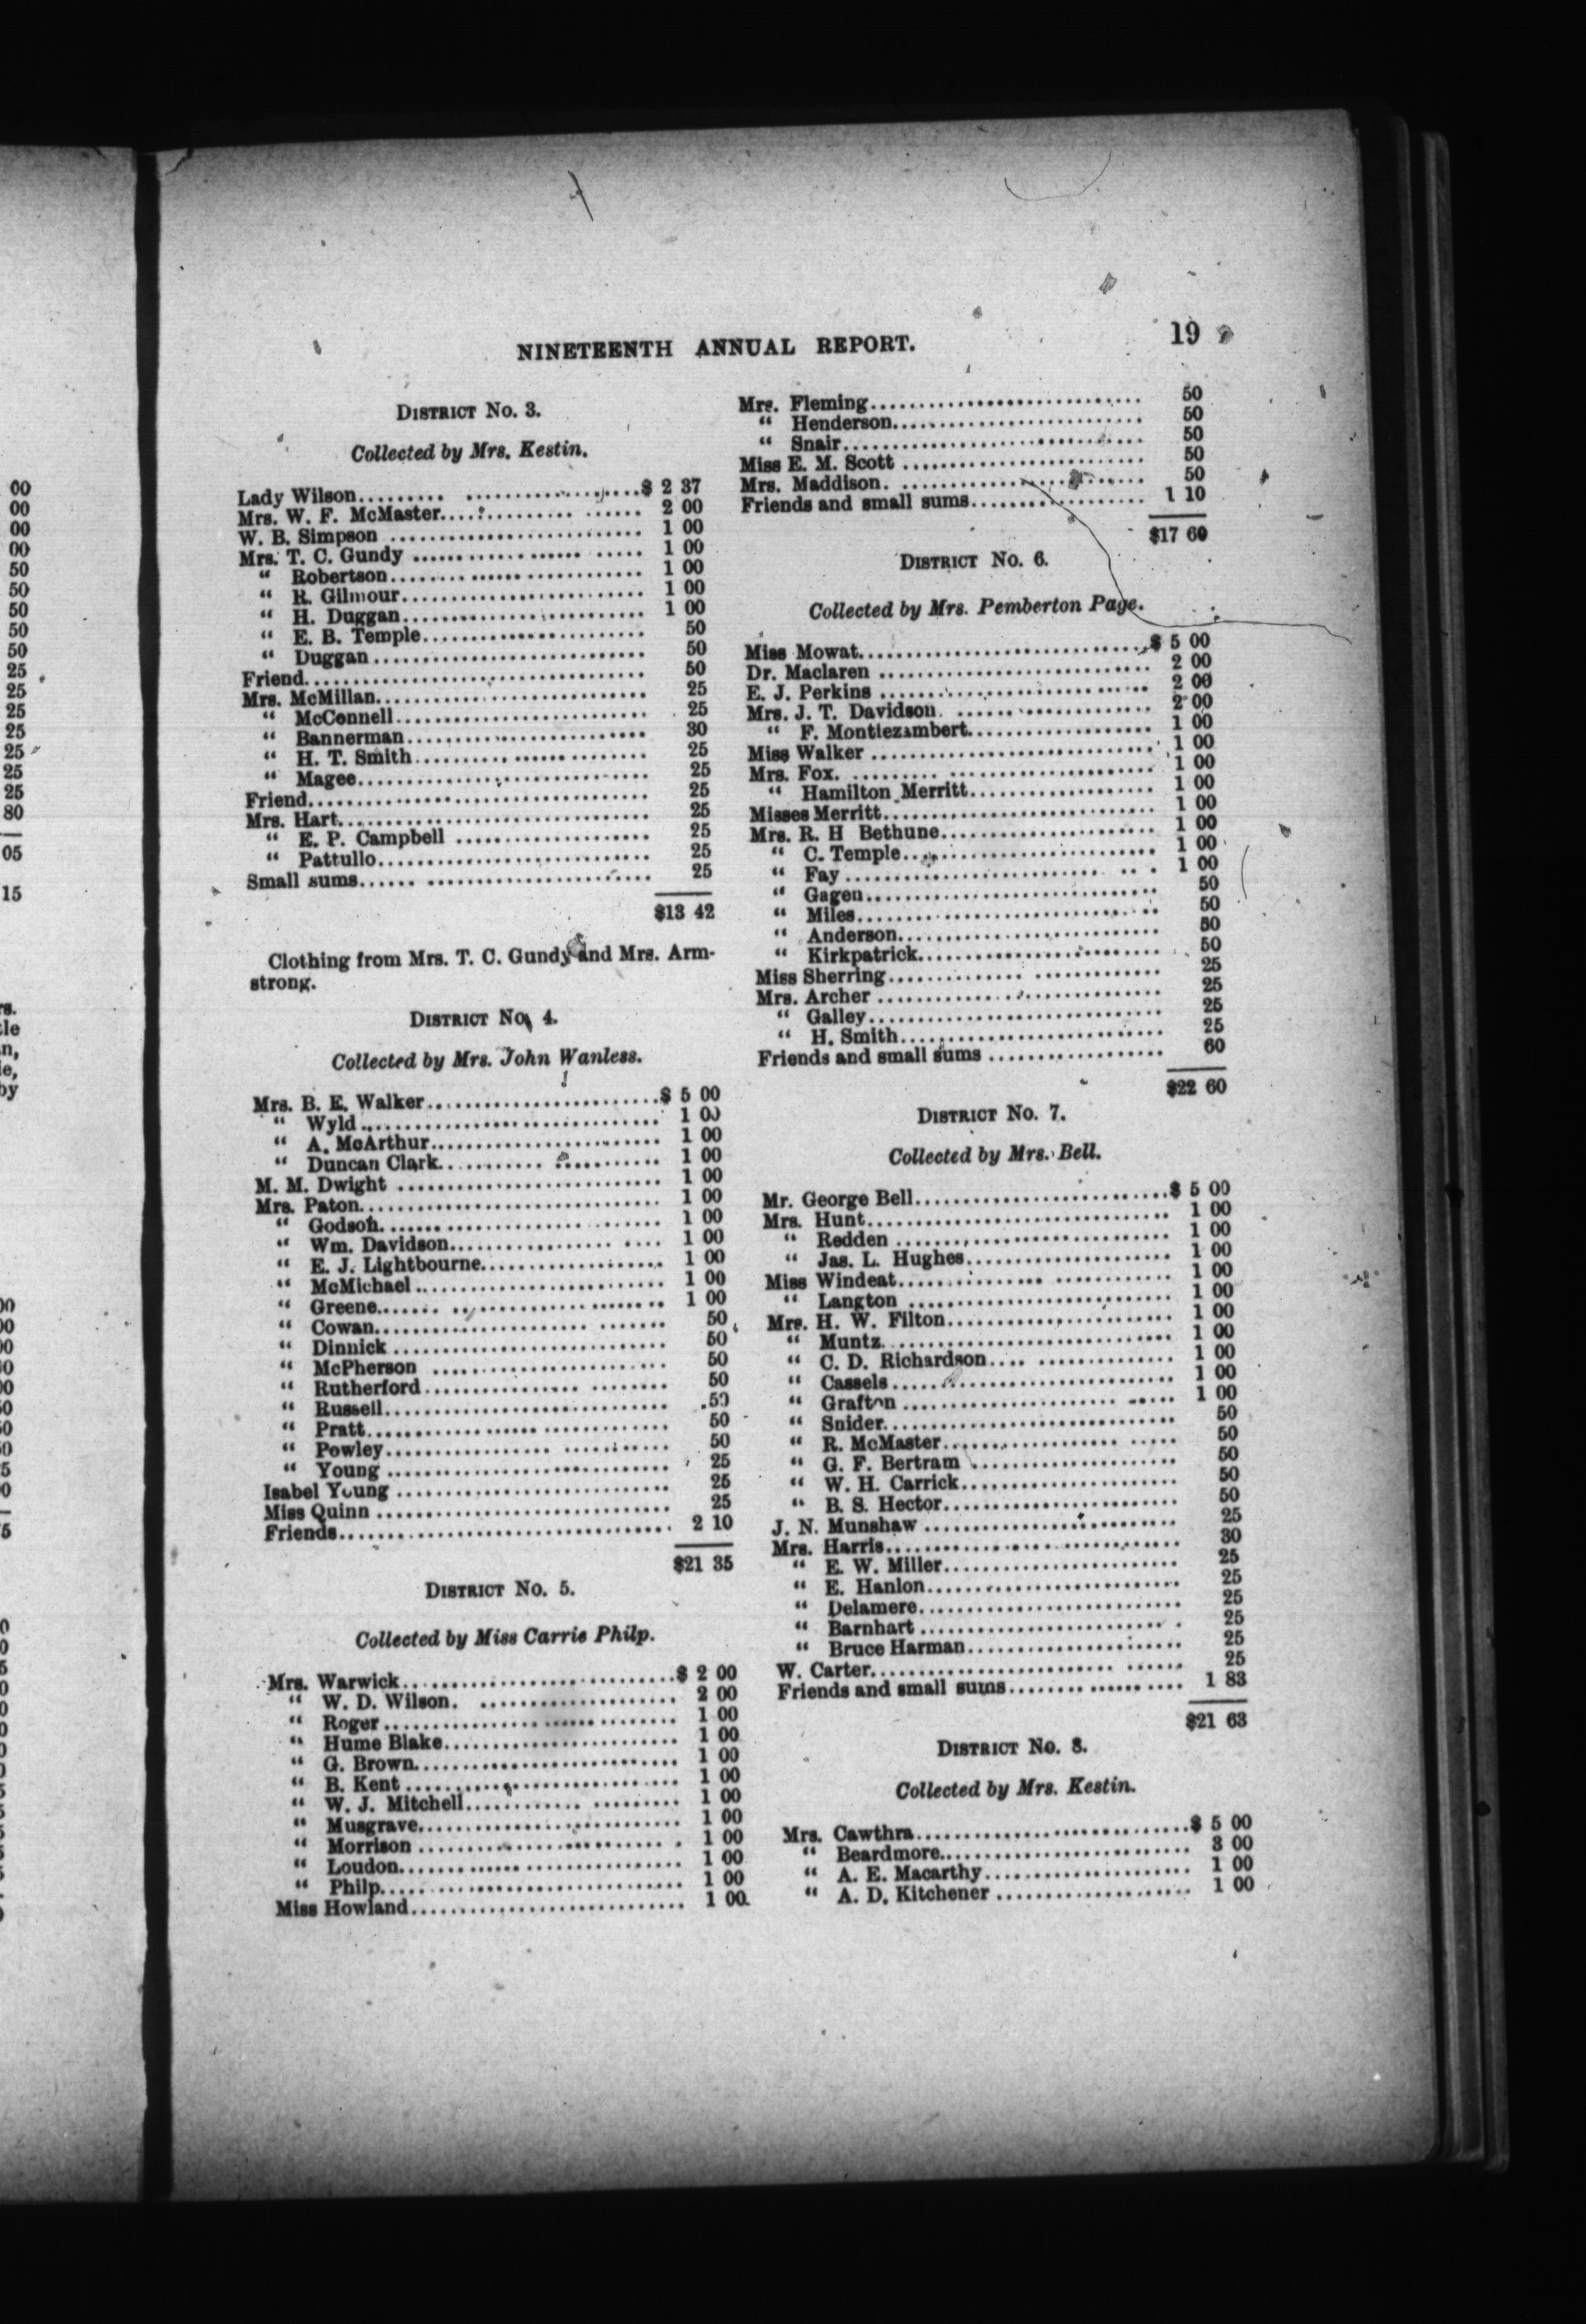 NINETEENTH ANNUAL REPORT. 19
DISTRICT NO. 3.
Collected by Mrs. Kestin.
Lady Wilson $ 2 37
Mrs. W. F. McMaster 2 00
W. B. Simpson 1 00
Mrs. T. C. Gundy 1 00
“ Robertson 1 00
“ R. Gilmour 1 00
“ H. Duggan 1 00
“ E. B. Temple 50
“ Duggan 50
Friend 50
Mrs. McMillan 25
“ McConnell 25
“ Bannerman 30
“ H. T. Smith 25
“ Magee 25
Friend 25
Mrs. Hart 25
“ E. P. Campbell 25
“ Pattullo 25
Small sums 25
$13 42
Clothing from Mrs. T. C. Gundy and Mrs. Arm-
strong.
DISTRICT NO. 4.
Collected by Mrs. John Wanless.
Mrs. B. E. Walker $ 5 00
“ Wyld 1 00
“ A. McArthur 1 00
“ Duncan Clark 1 00
M. M. Dwight 1 00
Mrs. Paton 1 00
“ Godson 1 00
“ Wm. Davidson 1 00
“ E. J. Lightbourne 1 00
“ McMichael 1 00
“ Greene 1 00
“ Cowan 50
“ Dinnick 50
“ McPherson 50
“ Rutherford 50
“ Russell 50
“ Pratt 50
“ Powley 50
“ Young 25
Isabel Young 25
Miss Quinn 25
Friends 2 10
$21 35
DISTRICT NO. 5.
Collected by Miss Carrie Philp.
Mrs. Warwick $ 2 00
“ W. D. Wilson. 2 00
“ Roger 1 00
“ Hume Blake 1 00
“ G. Brown 1 00
“ B. Kent 1 00
“ W. J. Mitchell 1 00
“ Musgrave 1 00
“ Morrison 1 00
“ Loudon 1 00
“ Philp 1 00
Miss Howland 1 00
Mrs. Fleming 50
“ Henderson 50
“ Snair 50
Miss E. M. Scott 50
Mrs. Maddison. 50
Friends and small sums 1 10
$17 60
DISTRICT NO. 6.
Collected by Mrs. Pemberton Page.
Miss Mowat $ 5 00
Dr. Maclaren 2 00
E. J. Perkins 2 00
Mrs. J. T. Davidson 2 00
“ F. Montiezambert 1 00
Miss Walker 1 00
Mrs. Fox. 1 00
“ Hamilton Merritt 1 00
Misses Merritt 1 00
Mrs. R. H Bethune 1 00
“ C. Temple 1 00
“ Fay 1 00
“ Gagen 50
“ Miles 50
“ Anderson 50
“ Kirkpatrick 50
Miss Sherring 25
Mrs. Archer 25
“ Galley 25
“ H. Smith 25
Friends and small sums 60
$22 60
DISTRICT NO. 7.
Collected by Mrs. Bell.
Mr. George Bell $ 5 00
Mrs. Hunt 1 00
“ Redden 1 00
“ Jas. L. Hughes 1 00
Miss Windeat 1 00
“ Langton 1 00
Mrs. H. W. Filton 1 00
“ Muntz 1 00
“ C. D. Richardson 1 00
“ Cassels 1 00
“ Grafton 1 00
“ Snider 50
“ R. McMaster 50
“ G. F. Bertram 50
“ W. H. Carrick 50
“ B. S. Hector 50
J. N. Munshaw 25
Mrs. Harris 30
“ E. W. Miller 25
“ E. Hanlon 25
“ Delamere 25
“ Barnhart 25
“ Bruce Harman 25
W. Carter 25
Friends and small sums 1 83
$21 63
DISTRICT NO. 8.
Collected by Mrs. Kestin.
Mrs. Cawthra $ 5 00
“ Beardmore 3 00
“ A. E. Macarthy 1 00
“ A. D. Kitchener 1 00